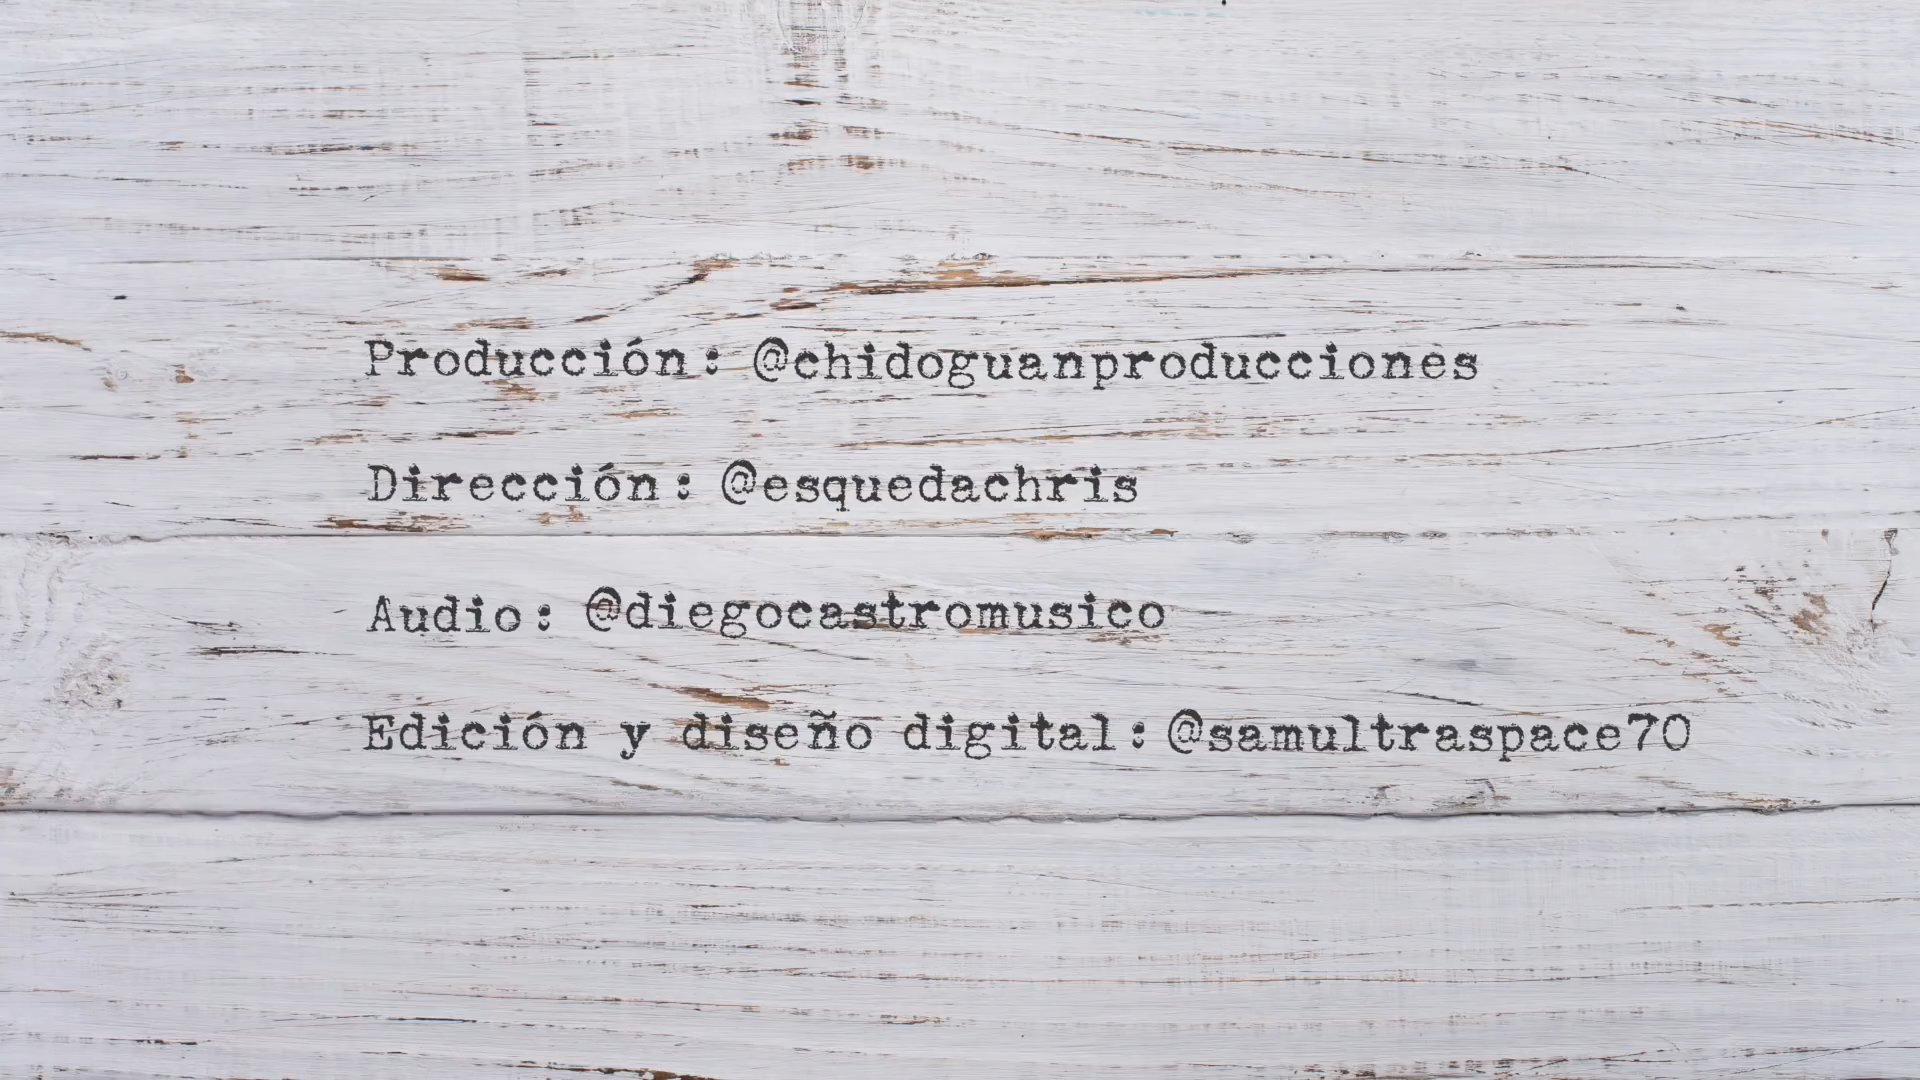 Producción: @chidoguanproducciones
Dirección: @esquedachris
Audio: @diegocastromusico
Edición y diseño digital: @samultraspace70